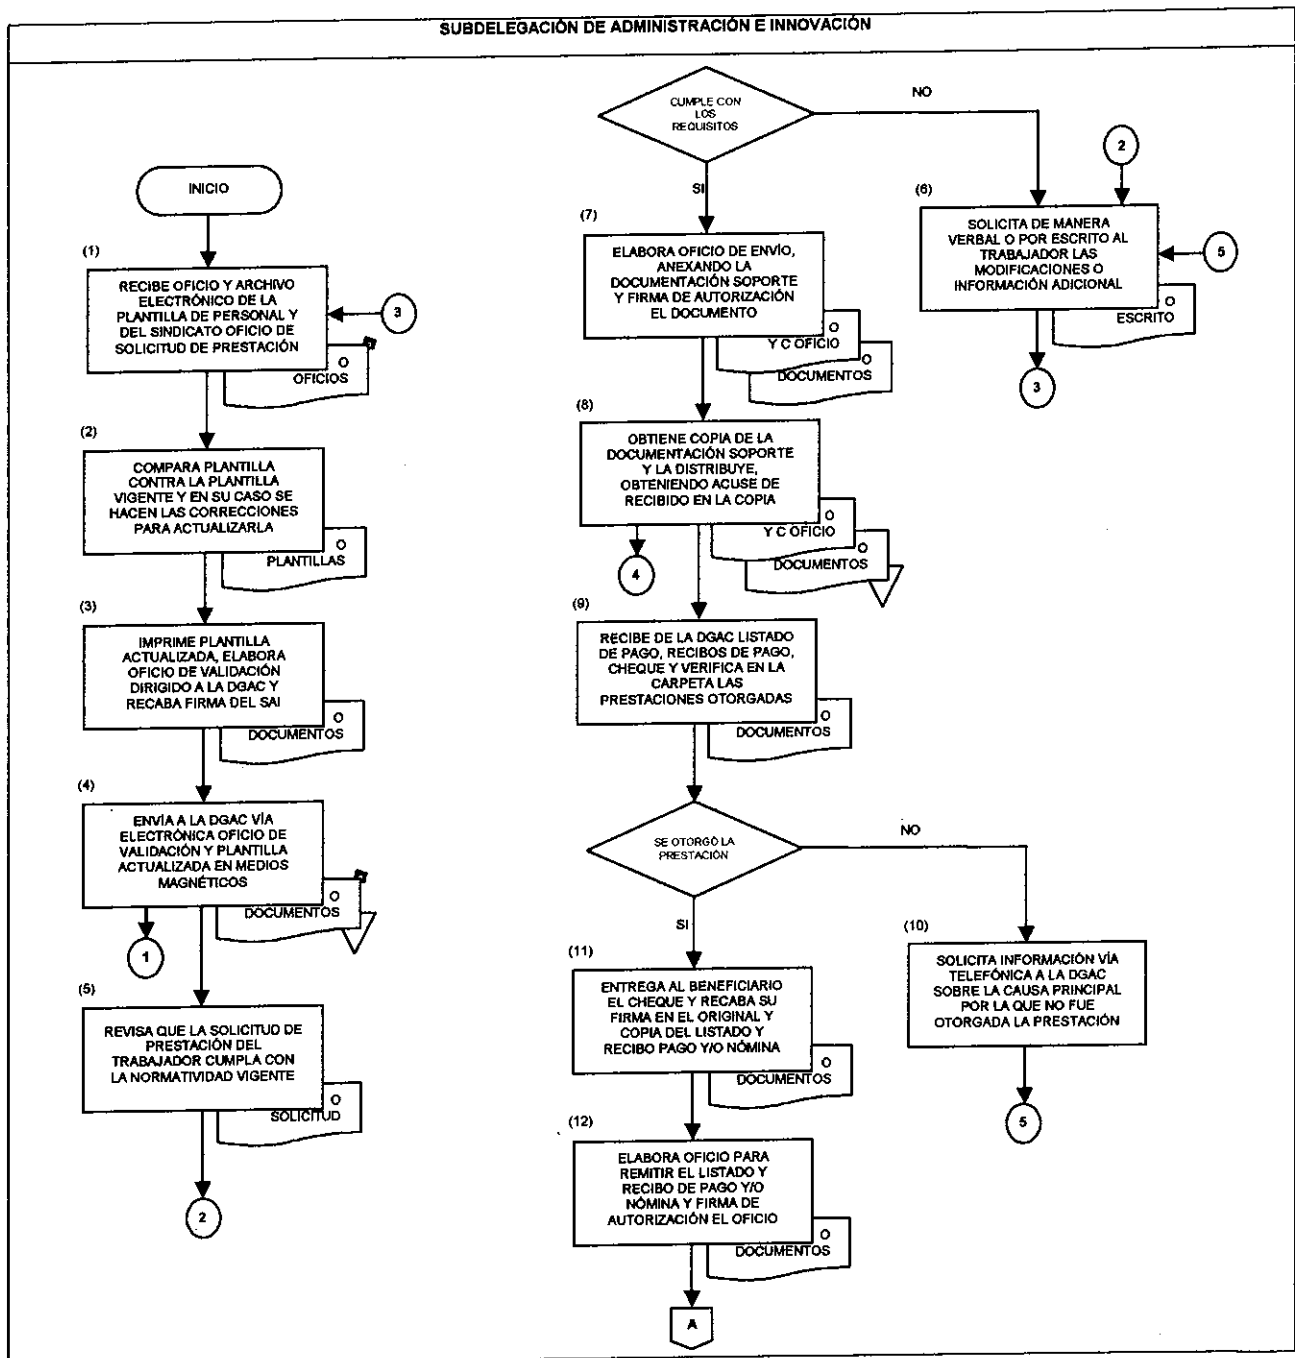 SUBDELEGACIÓN DE ADMINISTRACIÓN E INNOVACIÓN
INICIO
(1)
RECIBE OFICIO Y ARCHIVO
ELECTRÓNICO DE LA
PLANTILLA DE PERSONAL Y
DEL SINDICATO OFICIO DE
SOLICITUD DE PRESTACIÓN
3
O
OFICIOS
(2)
COMPARA PLANTILLA
CONTRA LA PLANTILLA
VIGENTE Y EN SU CASO SE
HACEN LAS CORRECCIONES
PARA ACTUALIZARLA
O
PLANTILLAS
(3)
IMPRIME PLANTILLA
ACTUALIZADA, ELABORA
OFICIO DE VALIDACIÓN
DIRIGIDO A LA DGAC Y
RECABA FIRMA DEL SAI
O
DOCUMENTOS
(4)
ENVÍA A LA DGAC VÍA
ELECTRÓNICA OFICIO DE
VALIDACIÓN Y PLANTILLA
ACTUALIZADA EN MEDIOS
MAGNÉTICOS
O
DOCUMENTOS
1
(5)
REVISA QUE LA SOLICITUD DE
PRESTACIÓN DEL
TRABAJADOR CUMPLA CON
LA NORMATIVIDAD VIGENTE
O
SOLICITUD
2
CUMPLE CON
LOS
REQUISITOS
NO
SI
2
(6)
SOLICITA DE MANERA
VERBAL O POR ESCRITO AL
TRABAJADOR LAS
MODIFICACIONES O
INFORMACIÓN ADICIONAL
5
O
ESCRITO
3
(7)
ELABORA OFICIO DE ENVÍO,
ANEXANDO LA
DOCUMENTACIÓN SOPORTE
Y FIRMA DE AUTORIZACIÓN
EL DOCUMENTO
O
Y C OFICIO
O
DOCUMENTOS
(8)
OBTIENE COPIA DE LA
DOCUMENTACIÓN SOPORTE
Y LA DISTRIBUYE,
OBTENIENDO ACUSE DE
RECIBIDO EN LA COPIA
O
Y C OFICIO
O
DOCUMENTOS
4
(9)
RECIBE DE LA DGAC LISTADO
DE PAGO, RECIBOS DE PAGO,
CHEQUE Y VERIFICA EN LA
CARPETA LAS
PRESTACIONES OTORGADAS
O
DOCUMENTOS
SE OTORGÓ LA
PRESTACIÓN
NO
SI
(10)
SOLICITA INFORMACIÓN VÍA
TELEFÓNICA A LA DGAC
SOBRE LA CAUSA PRINCIPAL
POR LA QUE NO FUE
OTORGADA LA PRESTACIÓN
5
(11)
ENTREGA AL BENEFICIARIO
EL CHEQUE Y RECABA SU
FIRMA EN EL ORIGINAL Y
COPIA DEL LISTADO Y
RECIBO PAGO Y/O NÓMINA
O
DOCUMENTOS
(12)
ELABORA OFICIO PARA
REMITIR EL LISTADO Y
RECIBO DE PAGO Y/O
NÓMINA Y FIRMA DE
AUTORIZACIÓN EL OFICIO
O
DOCUMENTOS
A